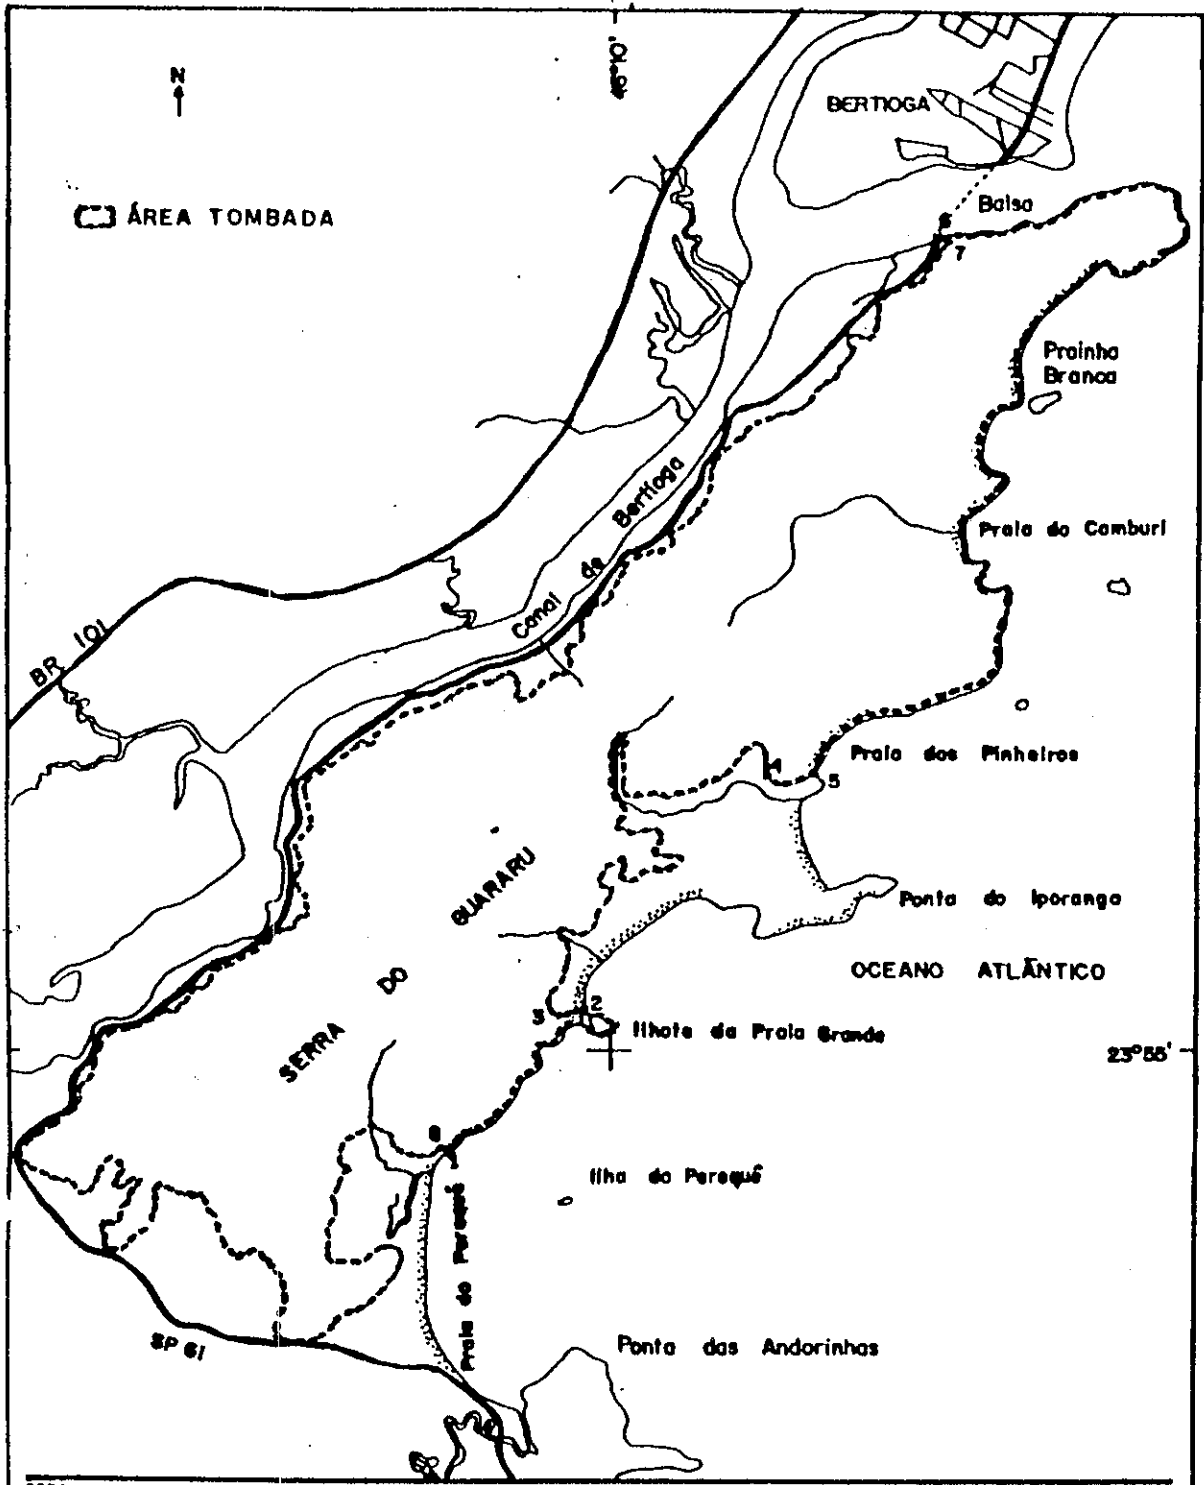 46°10'
N
BERTIOGA
ÁREA TOMBADA
Balsa
6
7
Prainha
Branca
Canal de Bertioga
Praia do Camburi
BR 101
Praia dos Pinheiros
4
5
SERRA DO GUARARU
Ponta do Iporanga
OCEANO ATLÂNTICO
3
2
Ilhote da Praia Grande
23°55'
Ilha do Perequê
Praia do Perequê
SP 61
Ponta das Andorinhas